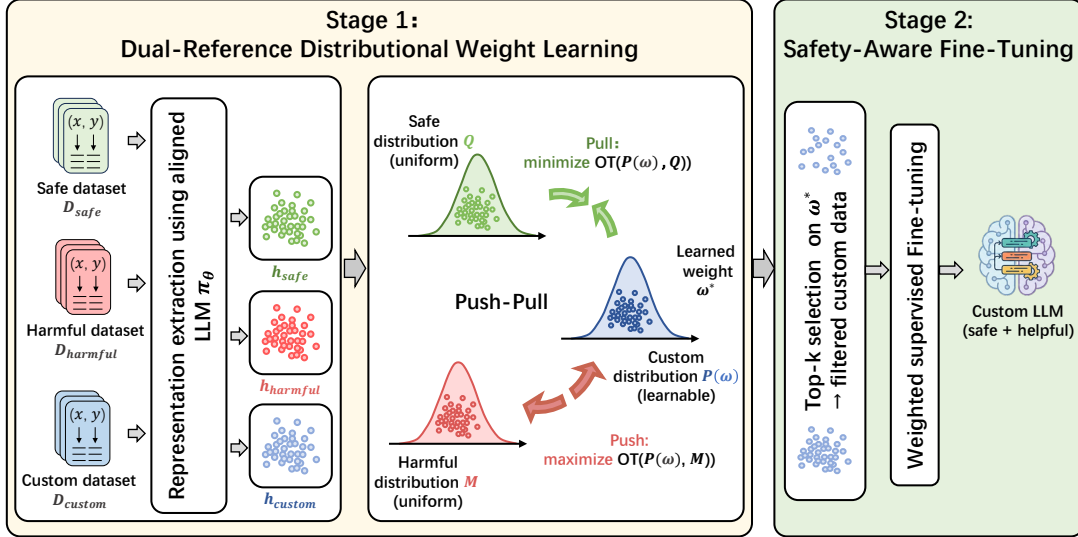 Stage 1:
Dual-Reference Distributional Weight Learning
(x, y)
Safe dataset
D_safe
(x, y)
Harmful dataset
D_harmful
(x, y)
Custom dataset
D_custom
Representation extraction using aligned
LLM π_θ
h_safe
h_harmful
h_custom
Safe
distribution Q
(uniform)
Pull:
minimize OT(P(ω), Q))
Push-Pull
Learned
weight
ω*
Custom
distribution P(ω)
(learnable)
Harmful
distribution M
(uniform)
Push:
maximize OT(P(ω), M))
Stage 2:
Safety-Aware Fine-Tuning
Top-k selection on ω*
→ filtered custom data
Weighted supervised Fine-tuning
Custom LLM
(safe + helpful)